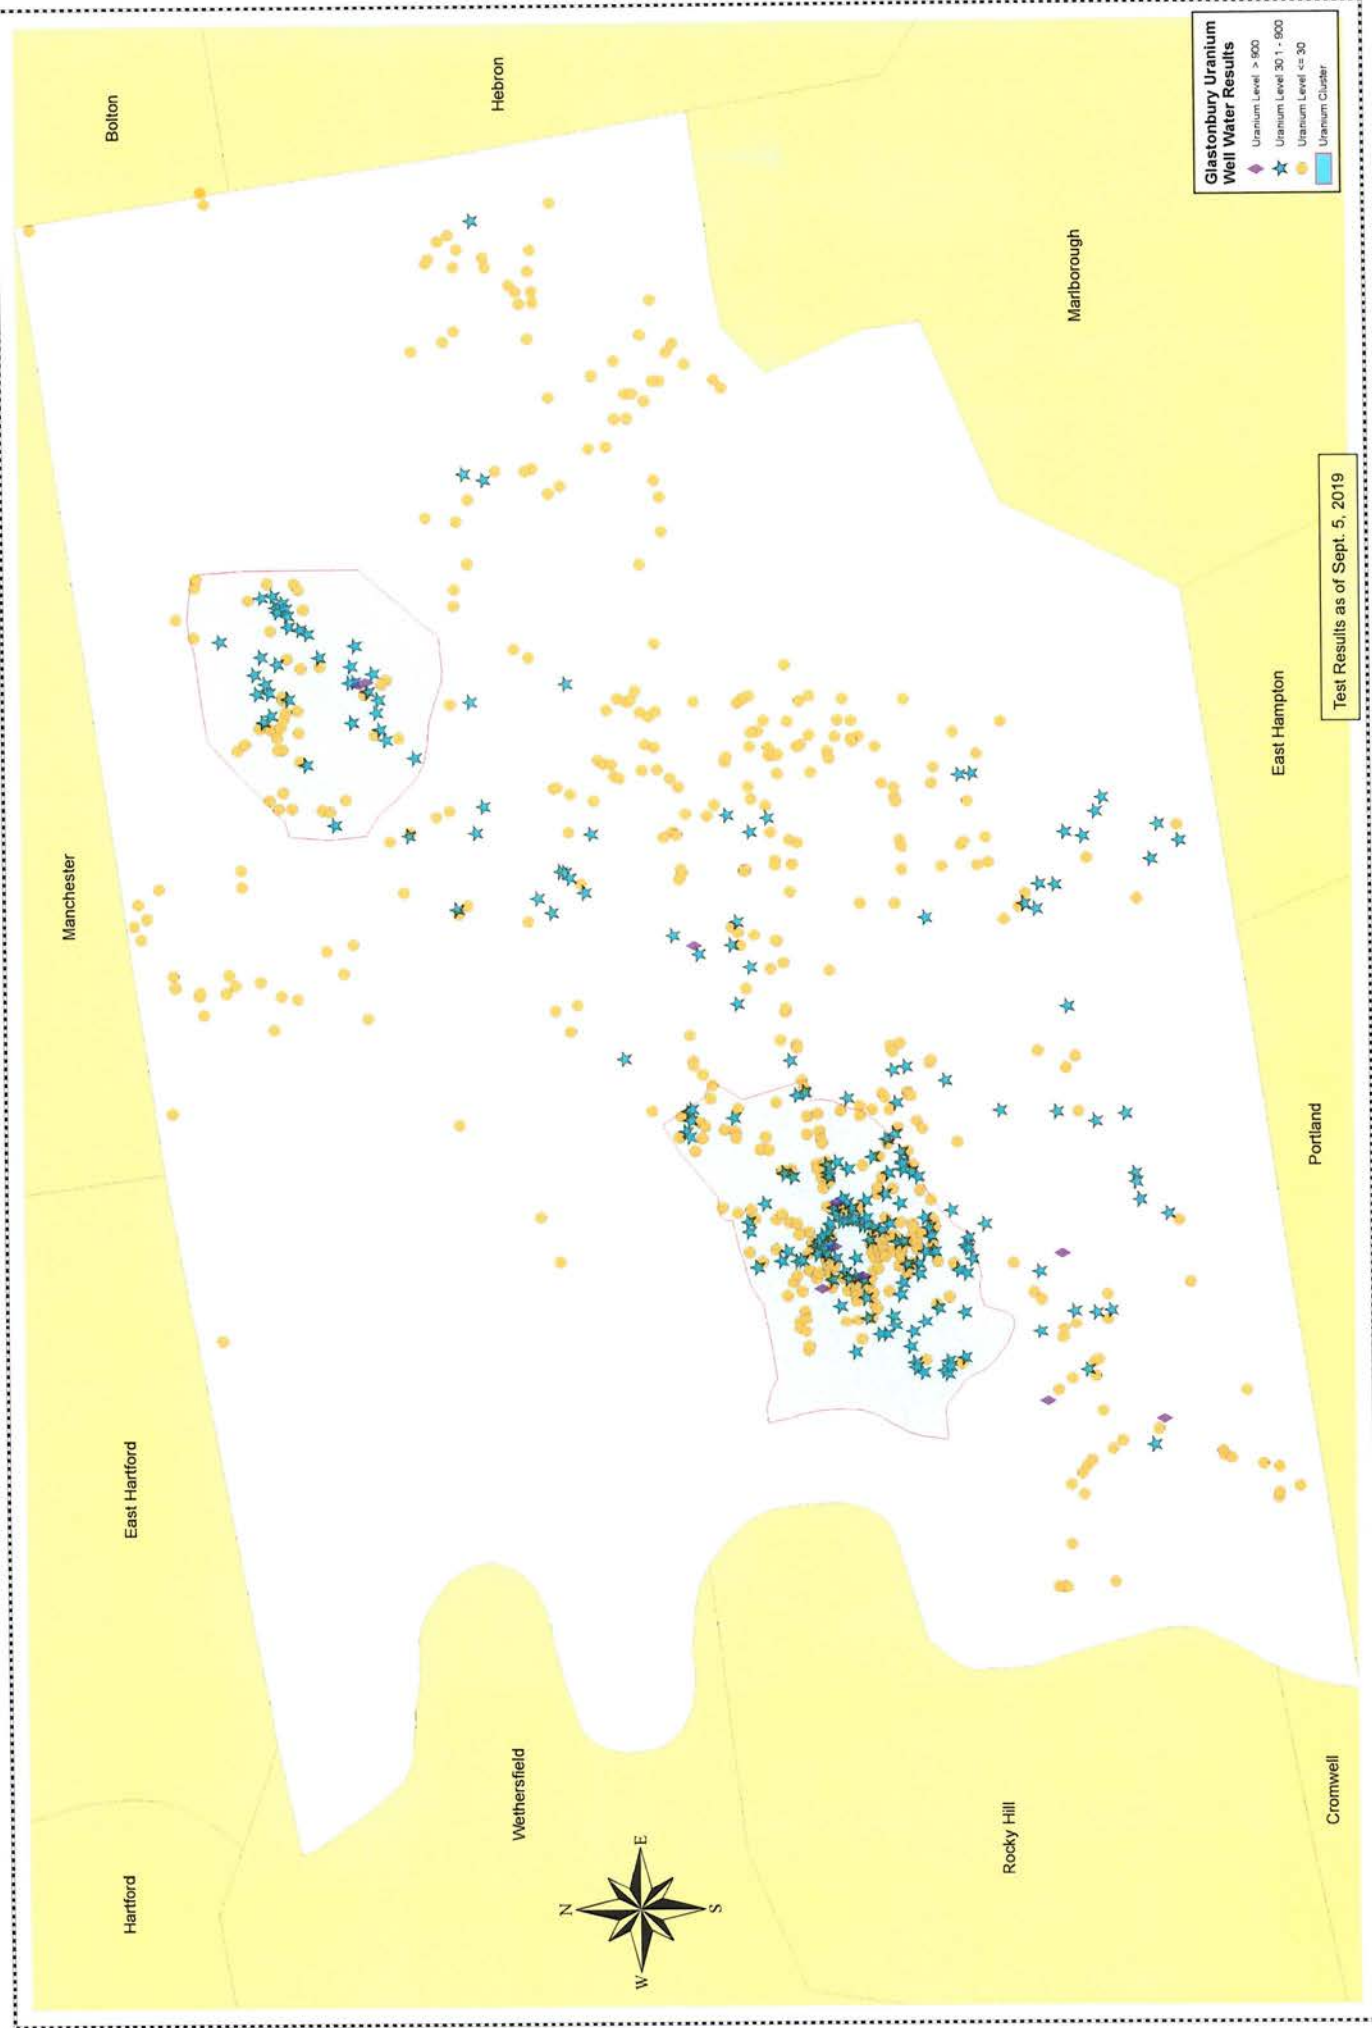 Bolton
Hebron
Manchester
Marlborough
East Hartford
Hartford
Wethersfield
Rocky Hill
Cromwell
Portland
East Hampton
N
W
E
S
Glastonbury Uranium
Well Water Results
Uranium Level > 900
Uranium Level 30.1 - 900
Uranium Level <= 30
Uranium Cluster
Test Results as of Sept. 5, 2019